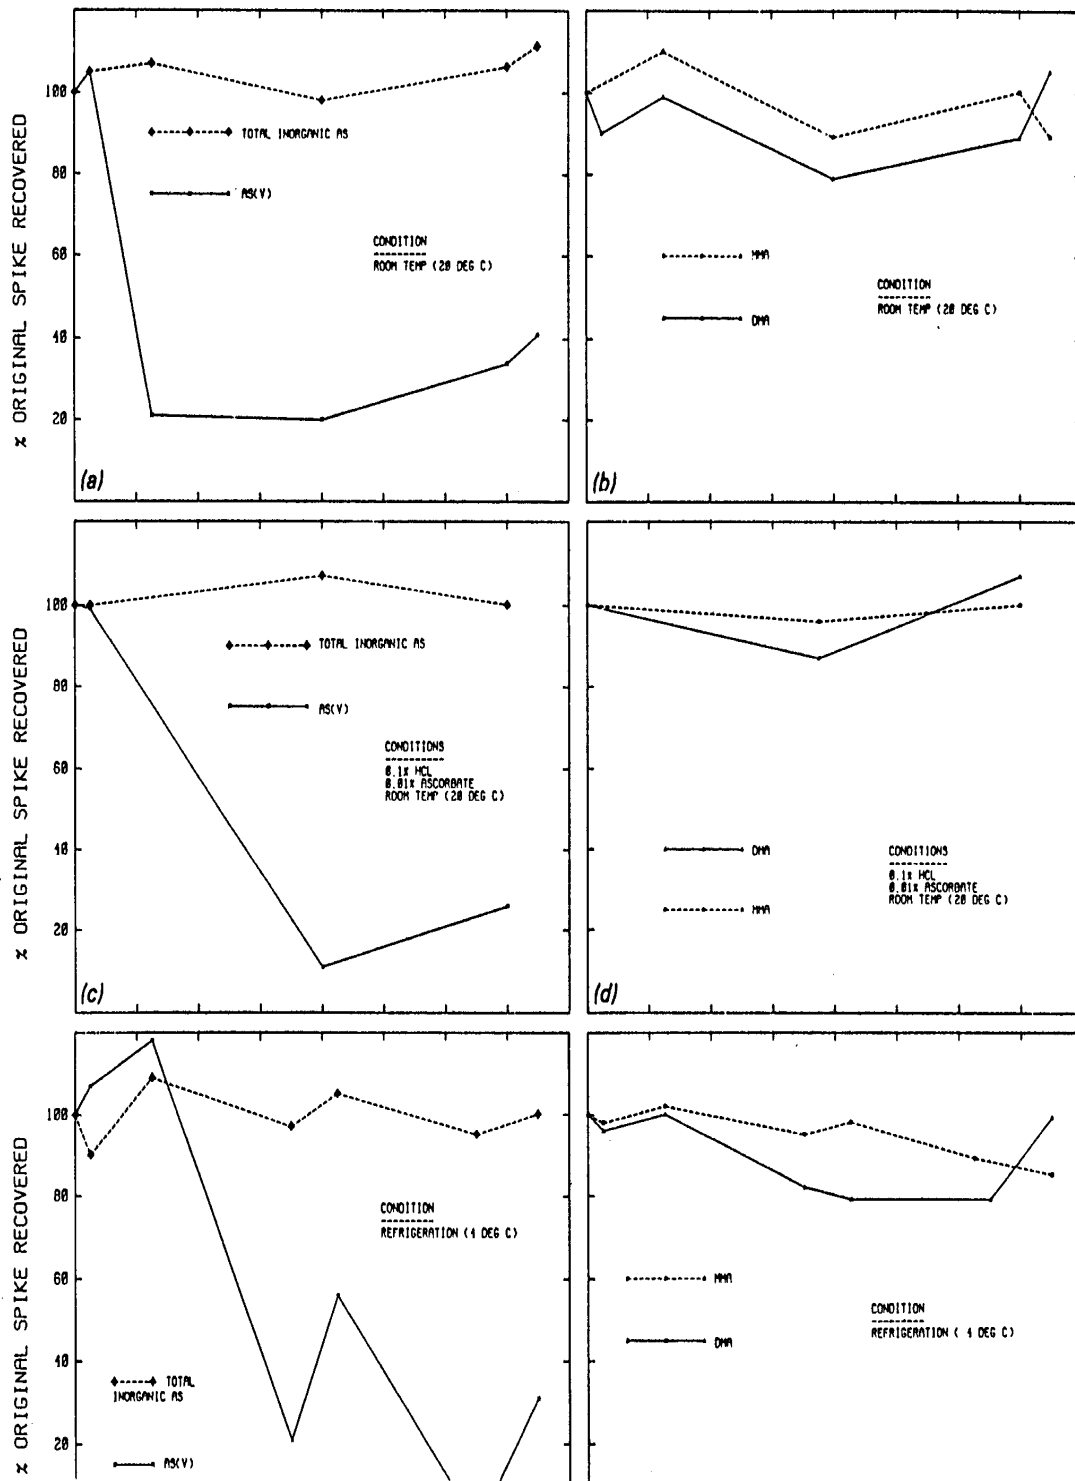 % ORIGINAL SPIKE RECOVERED
100
80
60
40
20
TOTAL INORGANIC AS
AS(V)
CONDITION
ROOM TEMP (20 DEG C)
(a)
MMA
DMA
CONDITION
ROOM TEMP (20 DEG C)
(b)
% ORIGINAL SPIKE RECOVERED
100
80
60
40
20
TOTAL INORGANIC AS
AS(V)
CONDITIONS
0.1% HCL
0.01% ASCORBATE
ROOM TEMP (20 DEG C)
(c)
DMA
MMA
CONDITIONS
0.1% HCL
0.01% ASCORBATE
ROOM TEMP (20 DEG C)
(d)
% ORIGINAL SPIKE RECOVERED
100
80
60
40
20
CONDITION
REFRIGERATION (4 DEG C)
TOTAL
INORGANIC AS
AS(V)
MMA
DMA
CONDITION
REFRIGERATION ( 4 DEG C)